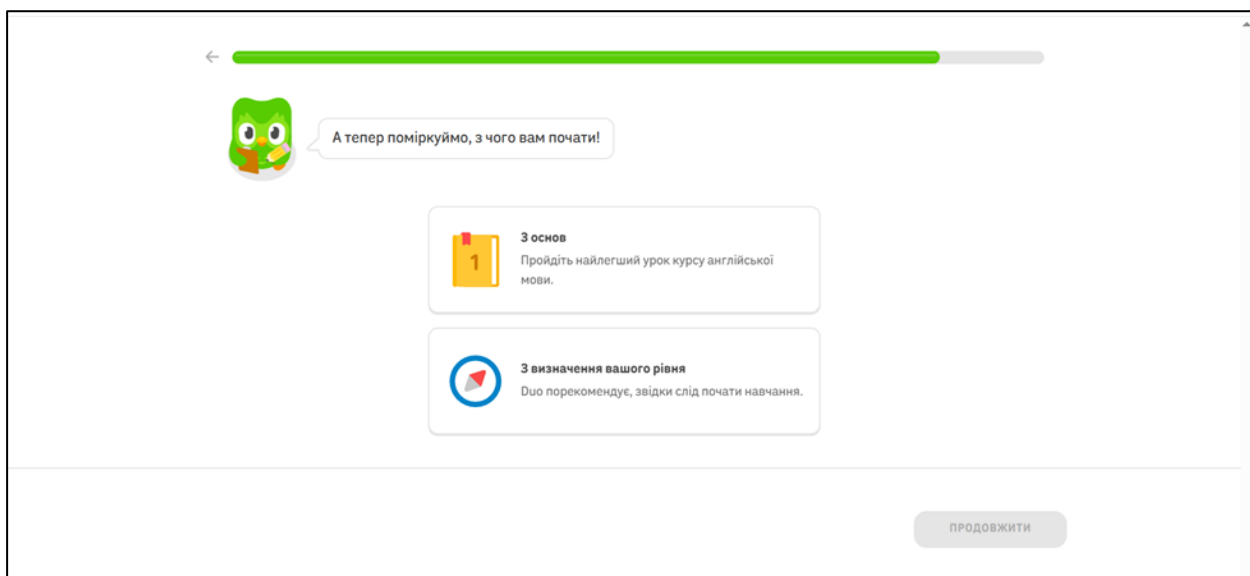 А тепер поміркуймо, з чого вам почати!
1
З основ
Пройдіть найлегший урок курсу англійської
мови.
З визначення вашого рівня
Duo порекомендує, звідки слід почати навчання.
ПРОДОВЖИТИ